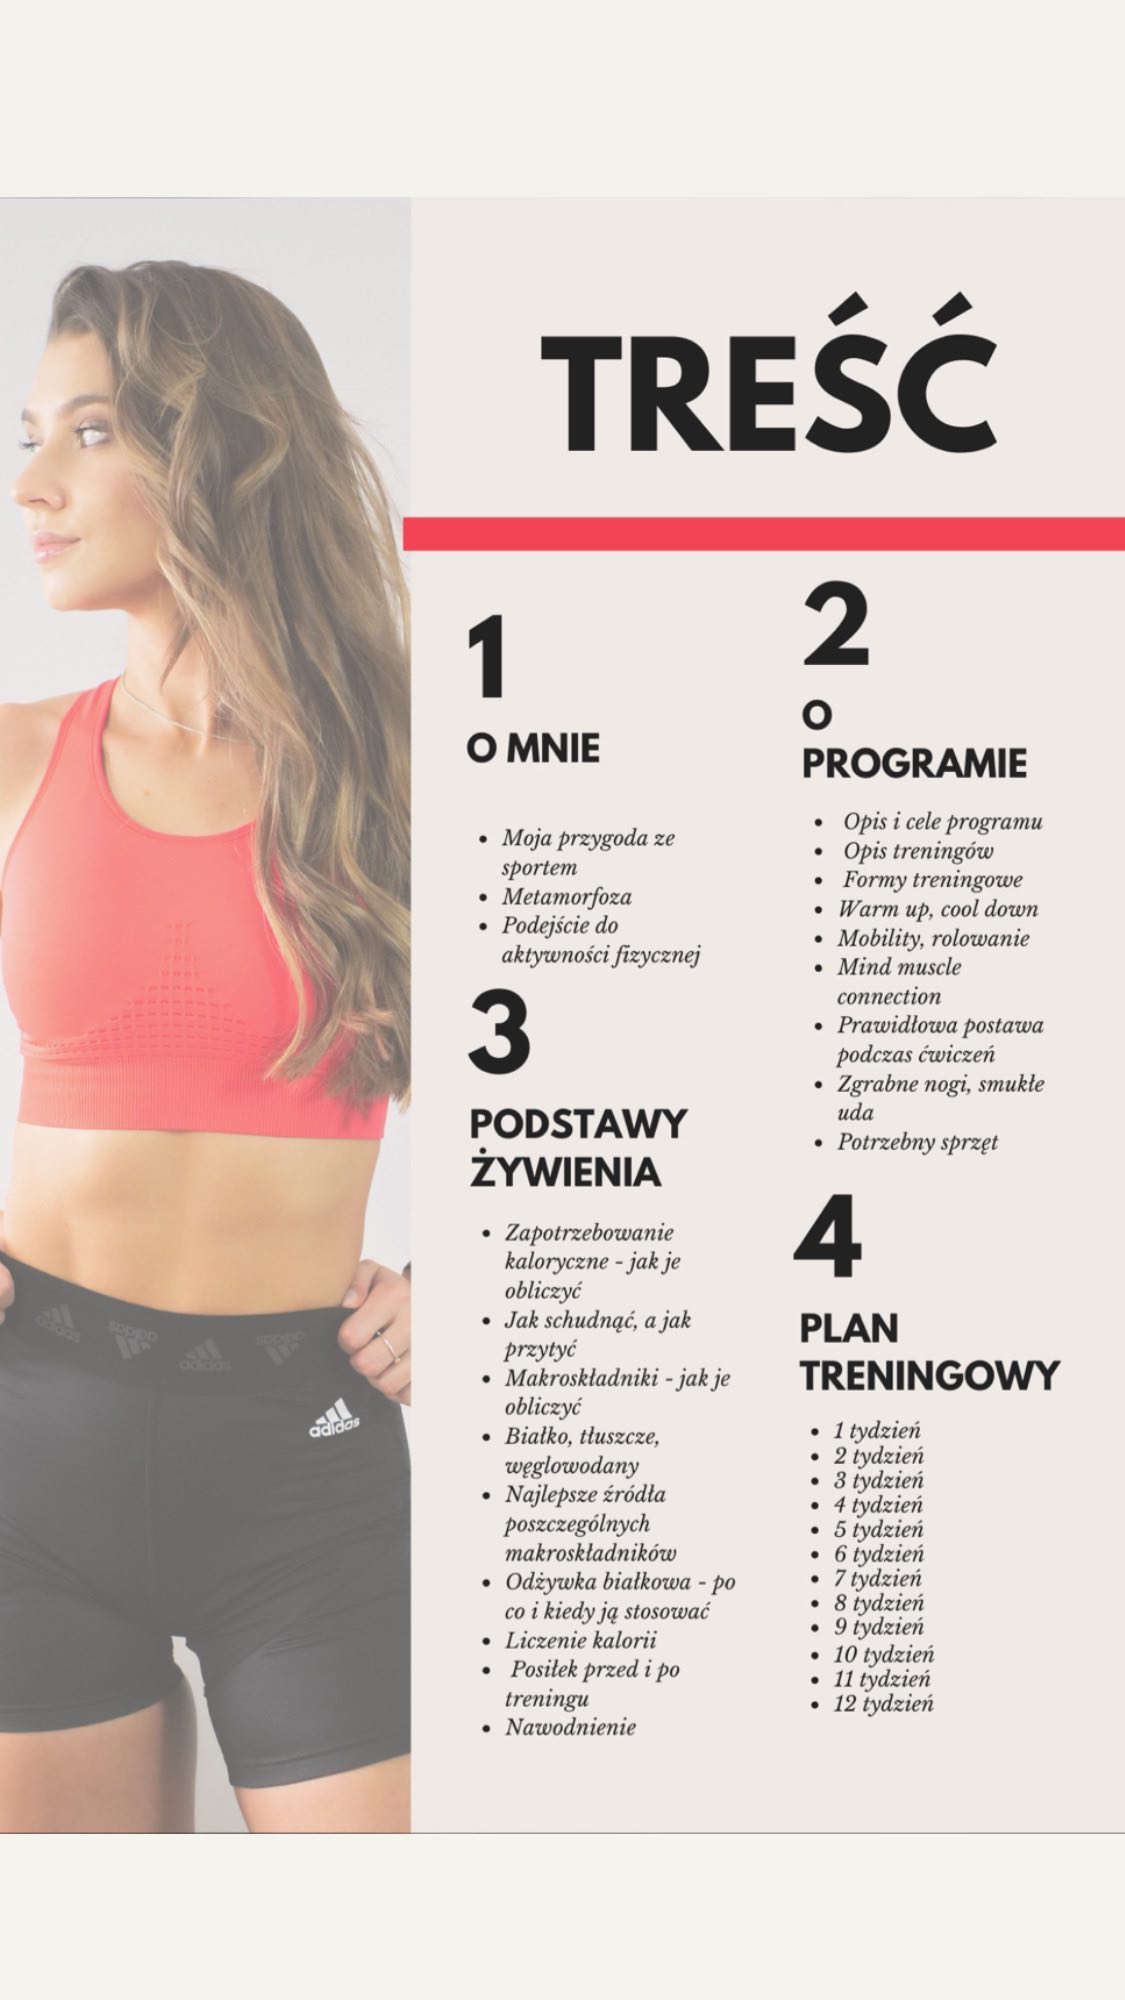 TREŚĆ
1
O MNIE
• Moja przygoda ze
sportem
• Metamorfoza
• Podejście do
aktywności fizycznej
2
O
PROGRAMIE
• Opis i cele programu
• Opis treningów
• Formy treningowe
• Warm up, cool down
• Mobility, rolowanie
• Mind muscle
connection
• Prawidłowa postawa
podczas ćwiczeń
• Zgrabne nogi, smukłe
uda
• Potrzebny sprzęt
3
PODSTAWY
ŻYWIENIA
• Zapotrzebowanie
kaloryczne - jak je
obliczyć
• Jak schudnąć, a jak
przytyć
• Makroskładniki - jak je
obliczyć
• Białko, tłuszcze,
węglowodany
• Najlepsze źródła
poszczególnych
makroskładników
• Odżywka białkowa - po
co i kiedy ją stosować
• Liczenie kalorii
• Posiłek przed i po
treningu
• Nawodnienie
4
PLAN
TRENINGOWY
• 1 tydzień
• 2 tydzień
• 3 tydzień
• 4 tydzień
• 5 tydzień
• 6 tydzień
• 7 tydzień
• 8 tydzień
• 9 tydzień
• 10 tydzień
• 11 tydzień
• 12 tydzień
adidas
adidas
adidas
adidas
adidas